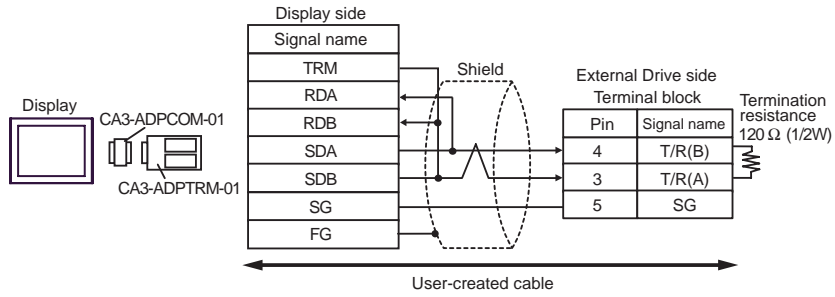 Display side
Signal name
TRM
RDA
RDB
SDA
SDB
SG
FG
Shield
External Drive side
Terminal block
Pin Signal name
4 T/R(B)
3 T/R(A)
5 SG
Termination
resistance
120 Ω (1/2W)
Display
CA3-ADPCOM-01
CA3-ADPTRM-01
User-created cable